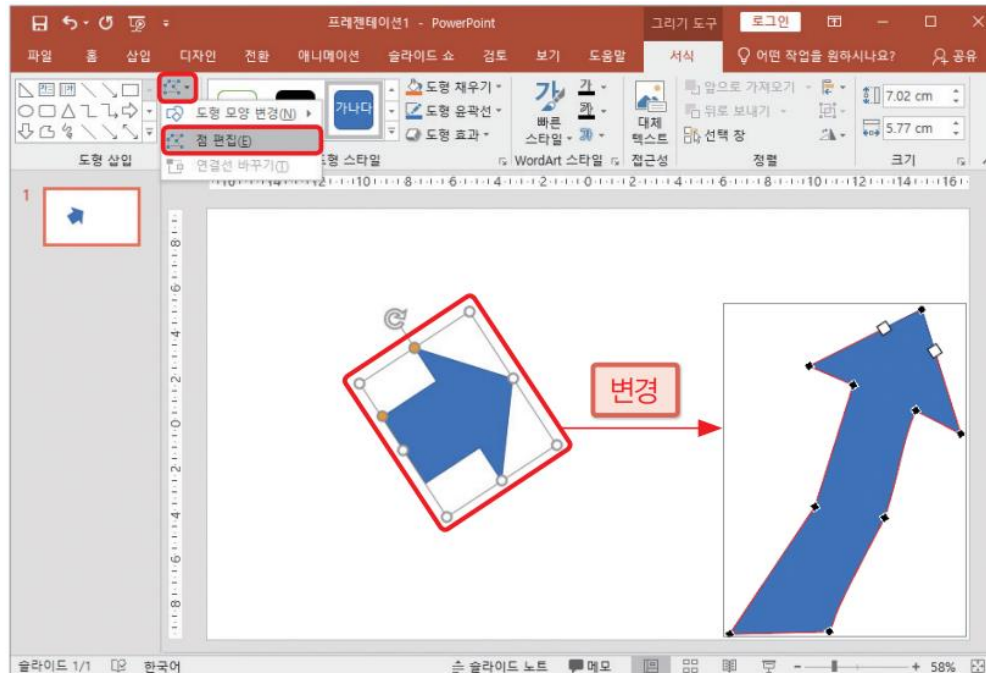 프레젠테이션1 - PowerPoint
그리기 도구
로그인
파일 홈 삽입 디자인 전환 애니메이션 슬라이드 쇼 검토 보기 도움말 서식 어떤 작업을 원하시나요? 공유
도형 모양 변경(N)
점 편집(E)
연결선 바꾸기(T)
가나다
도형 채우기
도형 윤곽선
도형 효과
가
빠른
스타일
가
가
대체
텍스트
앞으로 가져오기
뒤로 보내기
선택 창
7.02 cm
5.77 cm
도형 삽입
도형 스타일
WordArt 스타일
접근성
정렬
크기
1
변경
슬라이드 1/1 한국어 슬라이드 노트 메모 58%